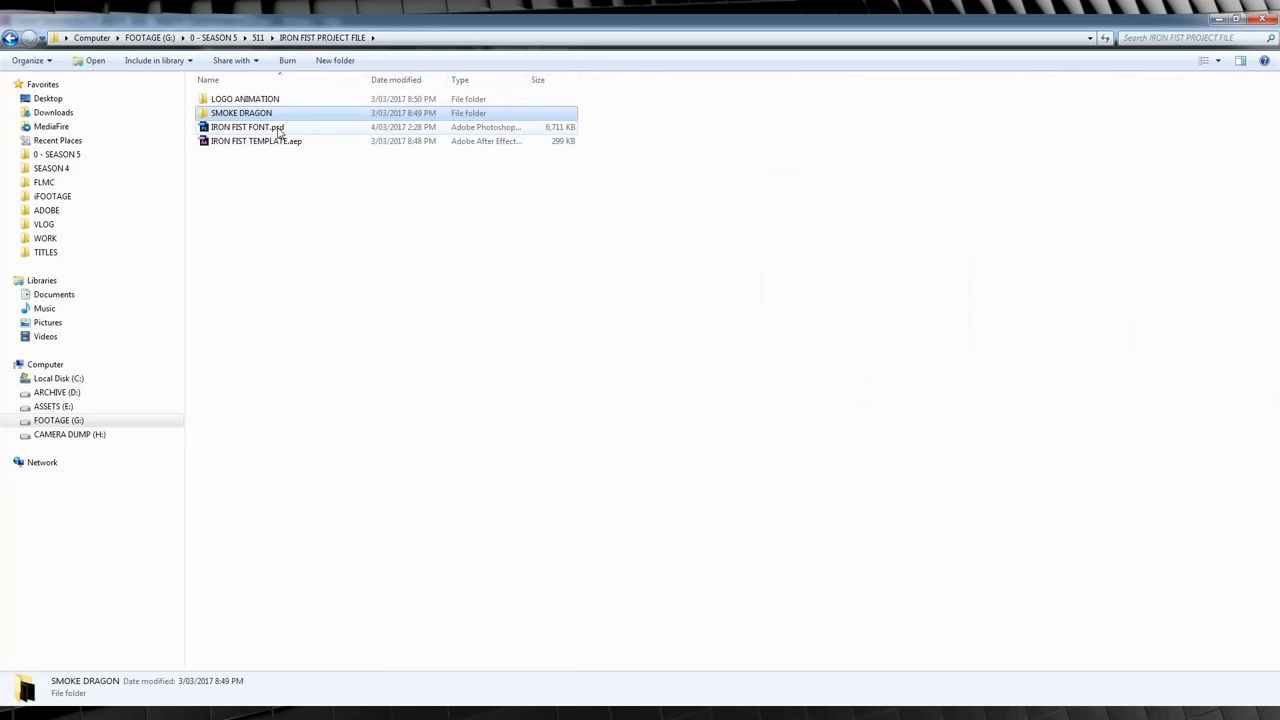 Computer FOOTAGE (G:) 0 - SEASON 5 511 IRON FIST PROJECT FILE Search IRON FIST PROJECT FILE
Organize Open Include in library Share with Burn New folder
Name Date modified Type Size
LOGO ANIMATION 3/03/2017 8:50 PM File folder
SMOKE DRAGON 3/03/2017 8:49 PM File folder
IRON FIST FONT.psd 4/03/2017 2:28 PM Adobe Photoshop... 6,711 KB
IRON FIST TEMPLATE.aep 3/03/2017 8:48 PM Adobe After Effect... 299 KB
Favorites
Desktop
Downloads
MediaFire
Recent Places
0 - SEASON 5
SEASON 4
FLMC
iFOOTAGE
ADOBE
VLOG
WORK
TITLES
Libraries
Documents
Music
Pictures
Videos
Computer
Local Disk (C:)
ARCHIVE (D:)
ASSETS (E:)
FOOTAGE (G:)
CAMERA DUMP (H:)
Network
SMOKE DRAGON Date modified: 3/03/2017 8:49 PM
File folder